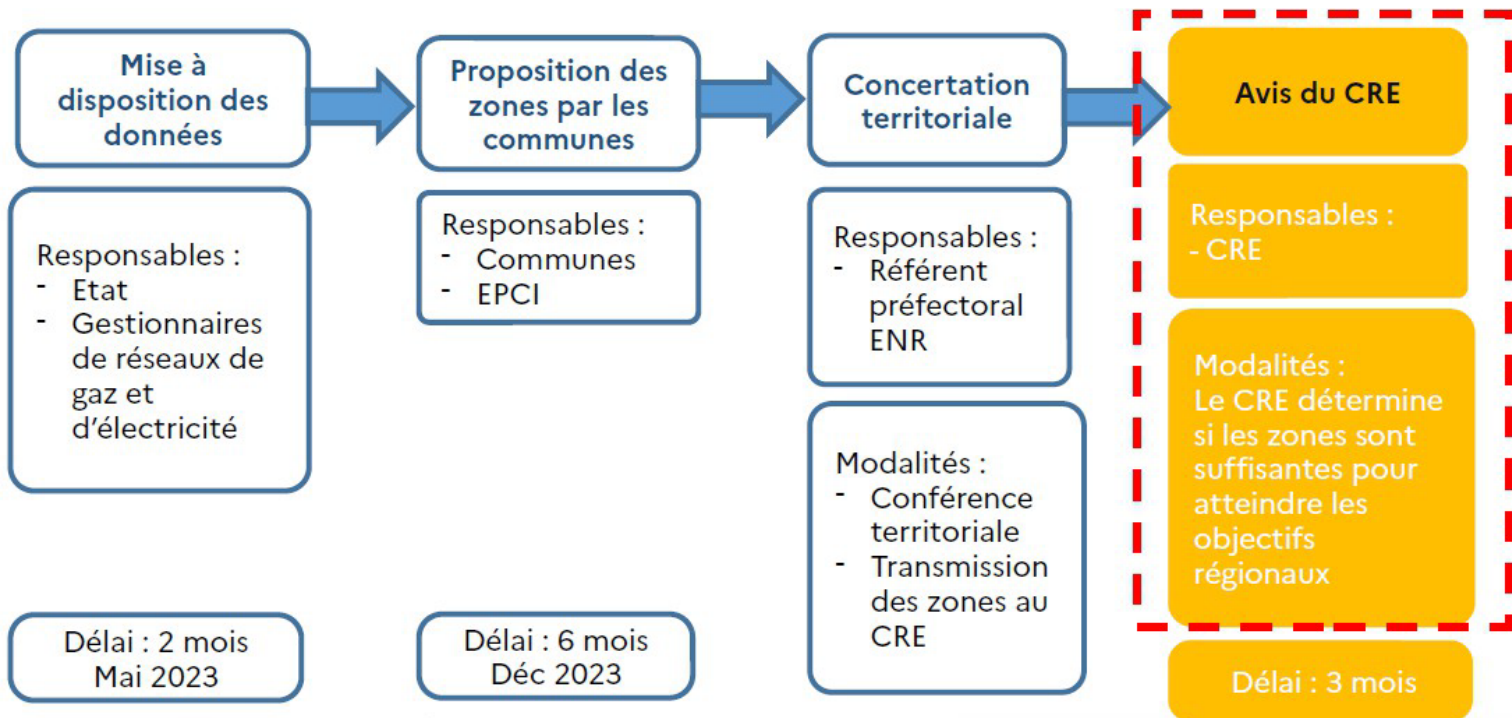 Mise à
disposition des
données
Proposition des
zones par les
communes
Concertation
territoriale
Avis du CRE
Responsables :
- Etat
- Gestionnaires
de réseaux de
gaz et
d’électricité
Responsables :
- Communes
- EPCI
Responsables :
- Référent
préfectoral
ENR
Responsables :
- CRE
Modalités :
- Conférence
territoriale
- Transmission
des zones au
CRE
Modalités :
Le CRE détermine
si les zones sont
suffisantes pour
atteindre les
objectifs
régionaux
Délai : 2 mois
Mai 2023
Délai : 6 mois
Déc 2023
Délai : 3 mois